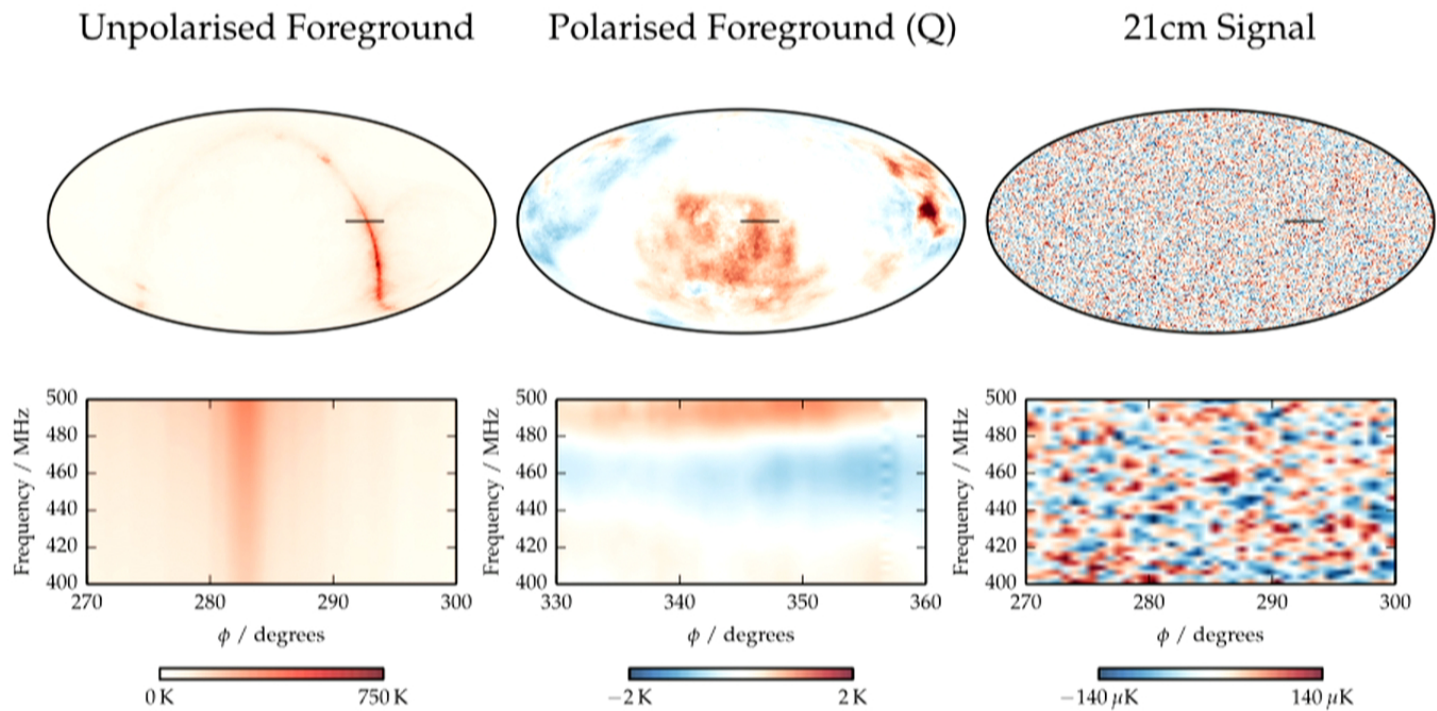 Unpolarised Foreground
Polarised Foreground (Q)
21cm Signal
500
480
460
440
420
400
Frequency / MHz
270
280
290
300
ϕ / degrees
0 K
750 K
500
480
460
440
420
400
Frequency / MHz
330
340
350
360
ϕ / degrees
−2 K
2 K
500
480
460
440
420
400
Frequency / MHz
270
280
290
300
ϕ / degrees
−140 μK
140 μK